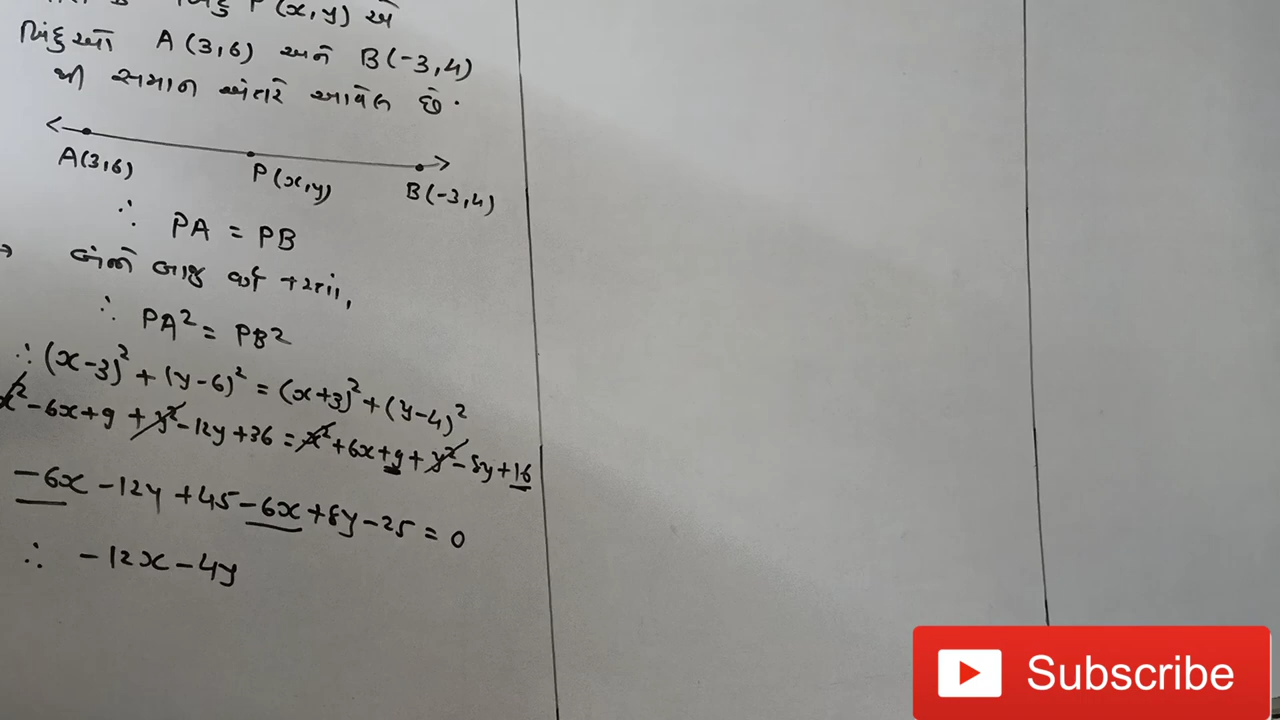 P(x,y) એ
બિંદુઓ A(3,6) અને B(-3,4)
થી સમાન અંતરે આવેલ છે.
A(3,6) P(x,y) B(-3,4)
∴ PA = PB
⇒ બંને બાજુ વર્ગ કરતાં,
∴ PA² = PB²
∴ (x-3)² + (y-6)² = (x+3)² + (y-4)²
x² - 6x + 9 + y² - 12y + 36 = x² + 6x + 9 + y² - 8y + 16
-6x - 12y + 45 - 6x + 8y - 25 = 0
∴ -12x - 4y
Subscribe